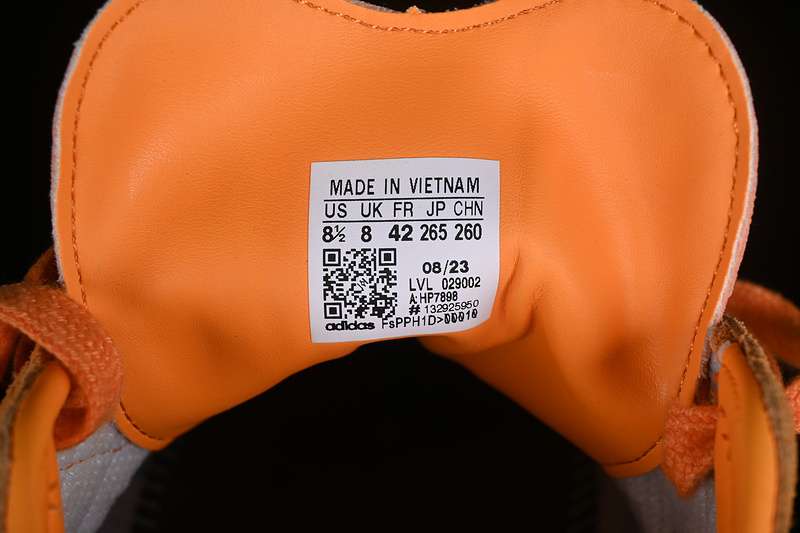 MADE IN VIETNAM
US UK FR JP CHN
8½ 8 42 265 260
08/23
LVL 029002
A:HP7898
# 132925950
adidas FsPPH1D>00010